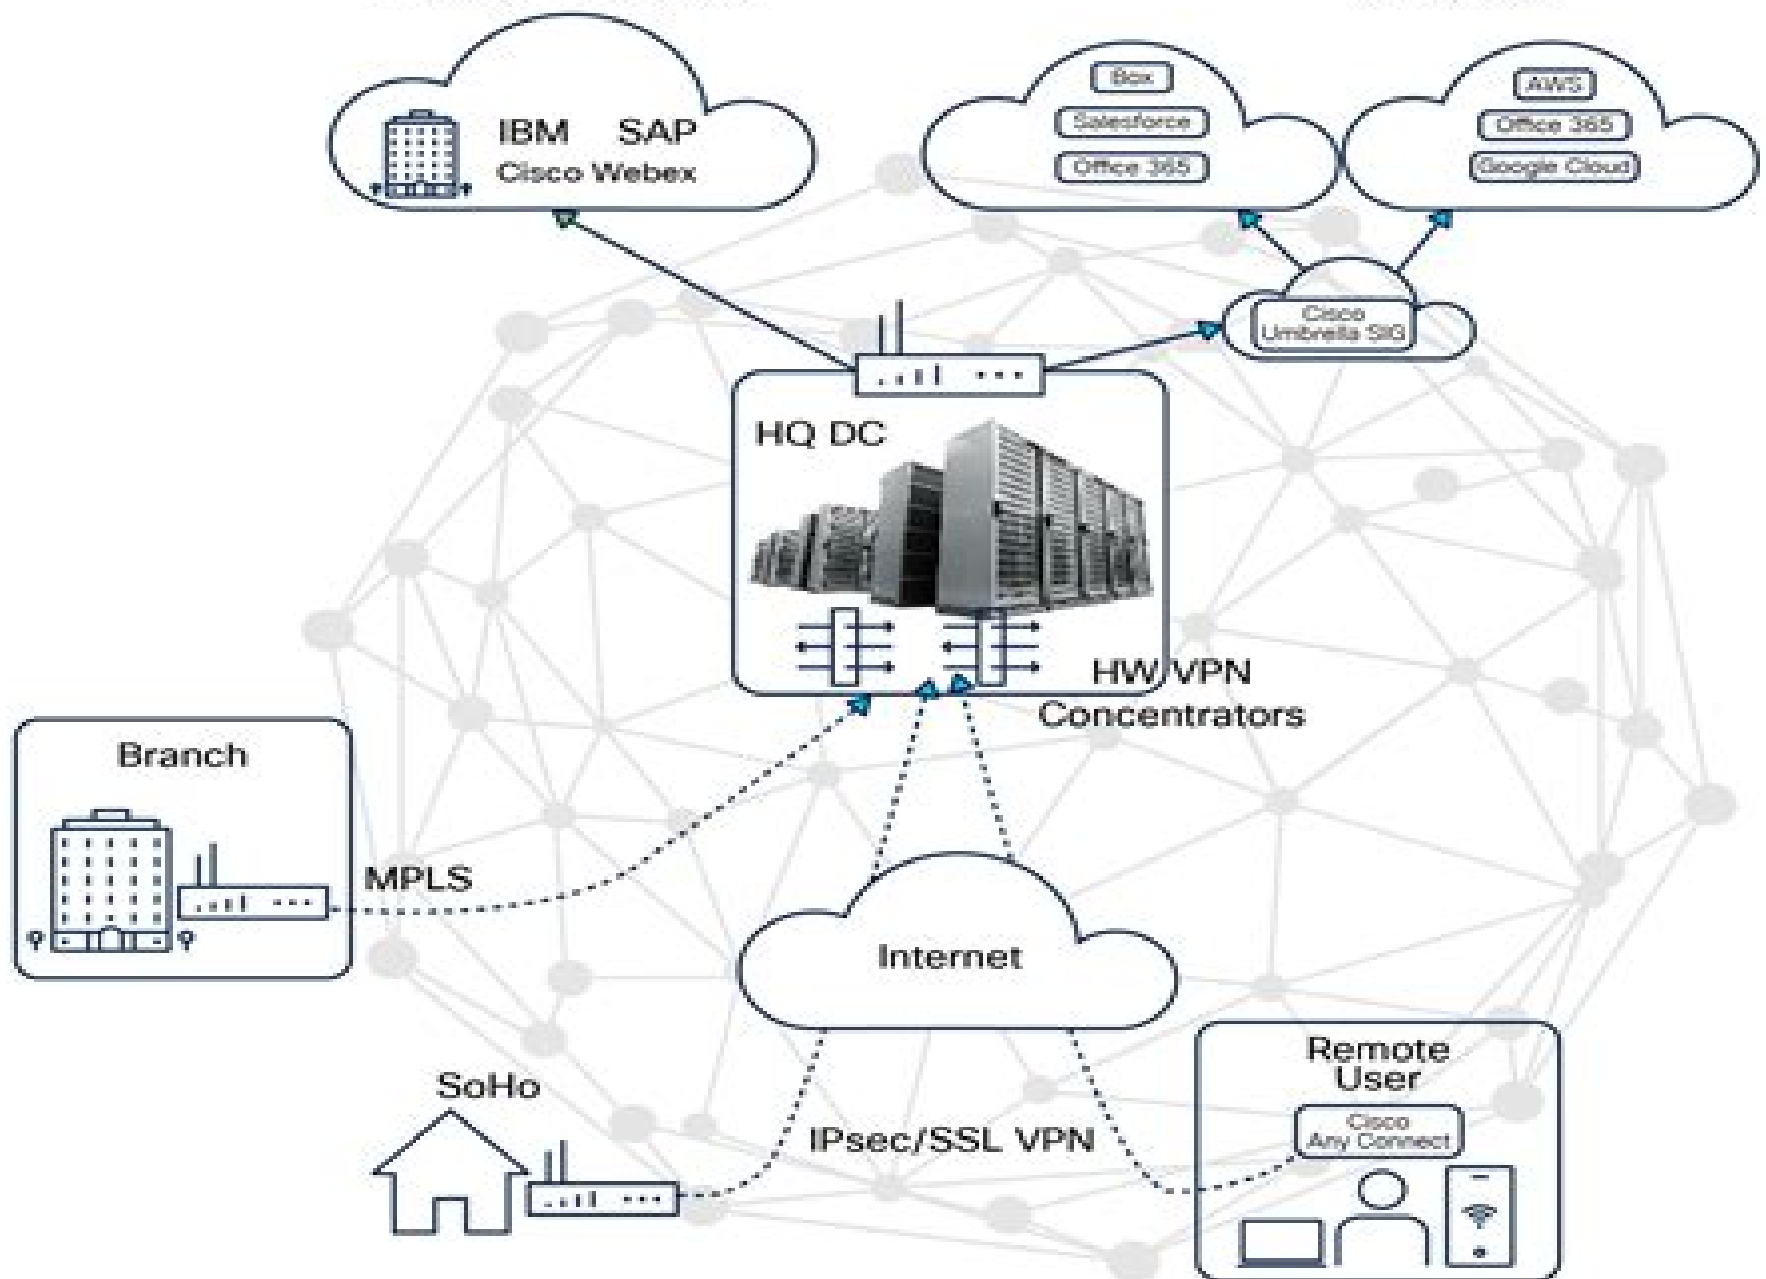 IBM SAP
Cisco Webex
Box
Salesforce
Office 365
AWS
Office 365
Google Cloud
Cisco
Umbrella SIG
HQ DC
HW VPN
Concentrators
Branch
MPLS
Internet
SoHo
IPsec/SSL VPN
Remote
User
Cisco
Any Connect